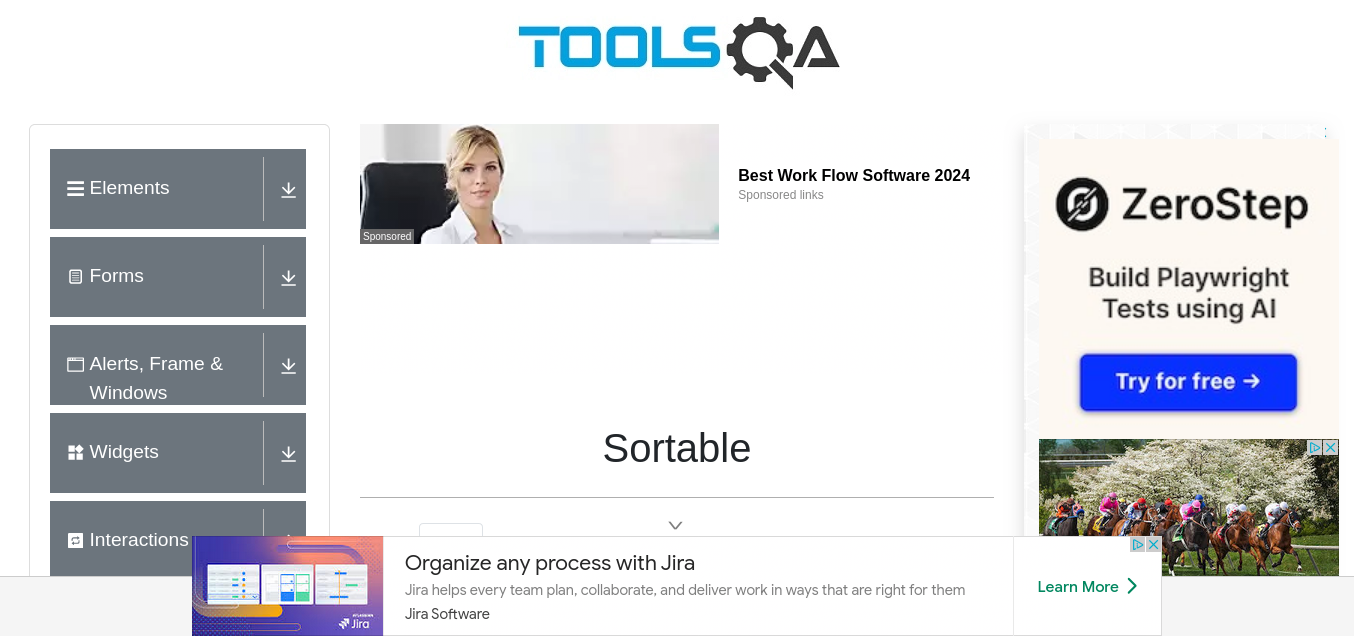 TOOLSQA
Elements
Forms
Alerts, Frame &
Windows
Widgets
Interactions
Sponsored
Best Work Flow Software 2024
Sponsored links
Sortable
ZeroStep
Build Playwright
Tests using AI
Try for free →
Organize any process with Jira
Jira helps every team plan, collaborate, and deliver work in ways that are right for them
Jira Software
Learn More
ATLASSIAN
Jira